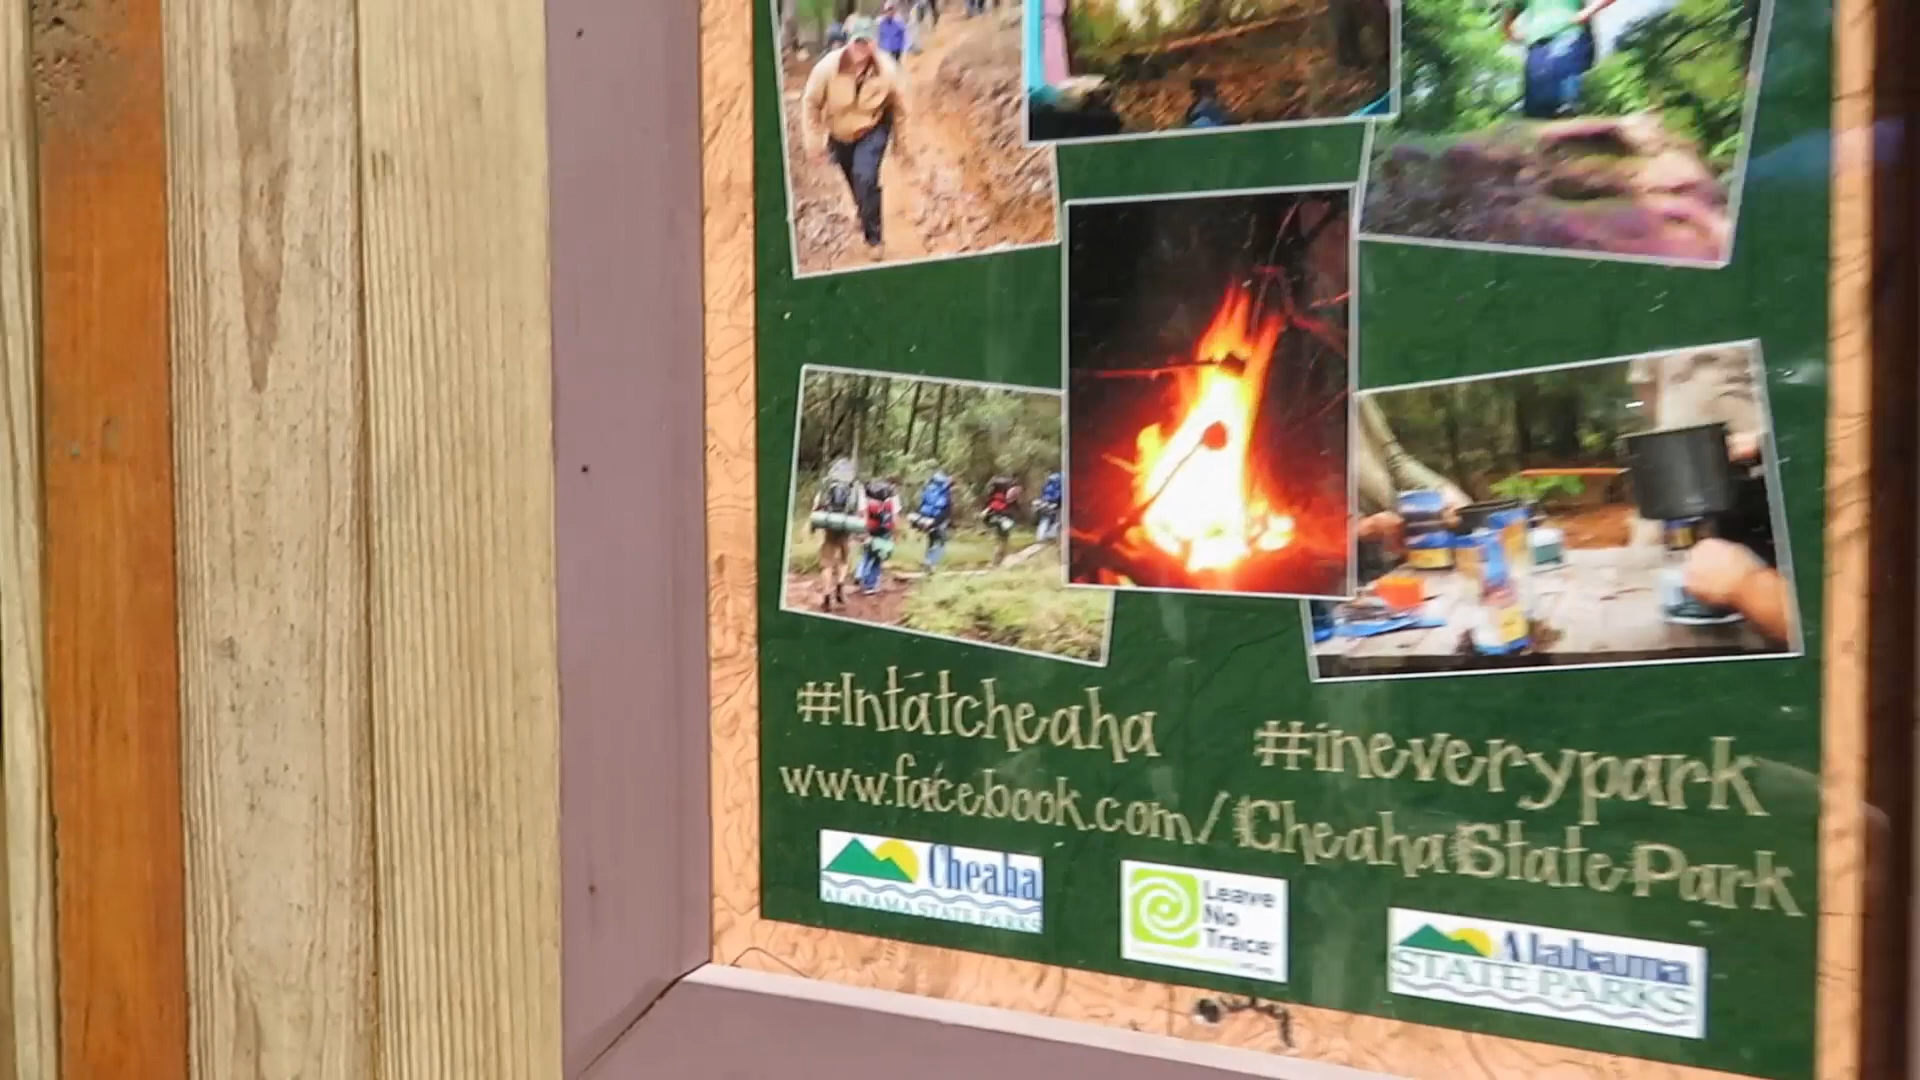 #Intatcheaha
#ineverypark
www.facebook.com/CheahaStatePark
Cheaha
ALABAMA STATE PARKS
Leave
No
Trace
Alabama
STATE PARKS